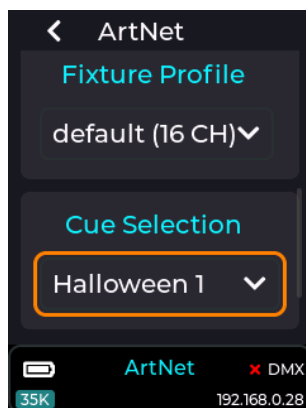 ArtNet
Fixture Profile
default (16 CH)
Cue Selection
Halloween 1
ArtNet
DMX
35K
192.168.0.28